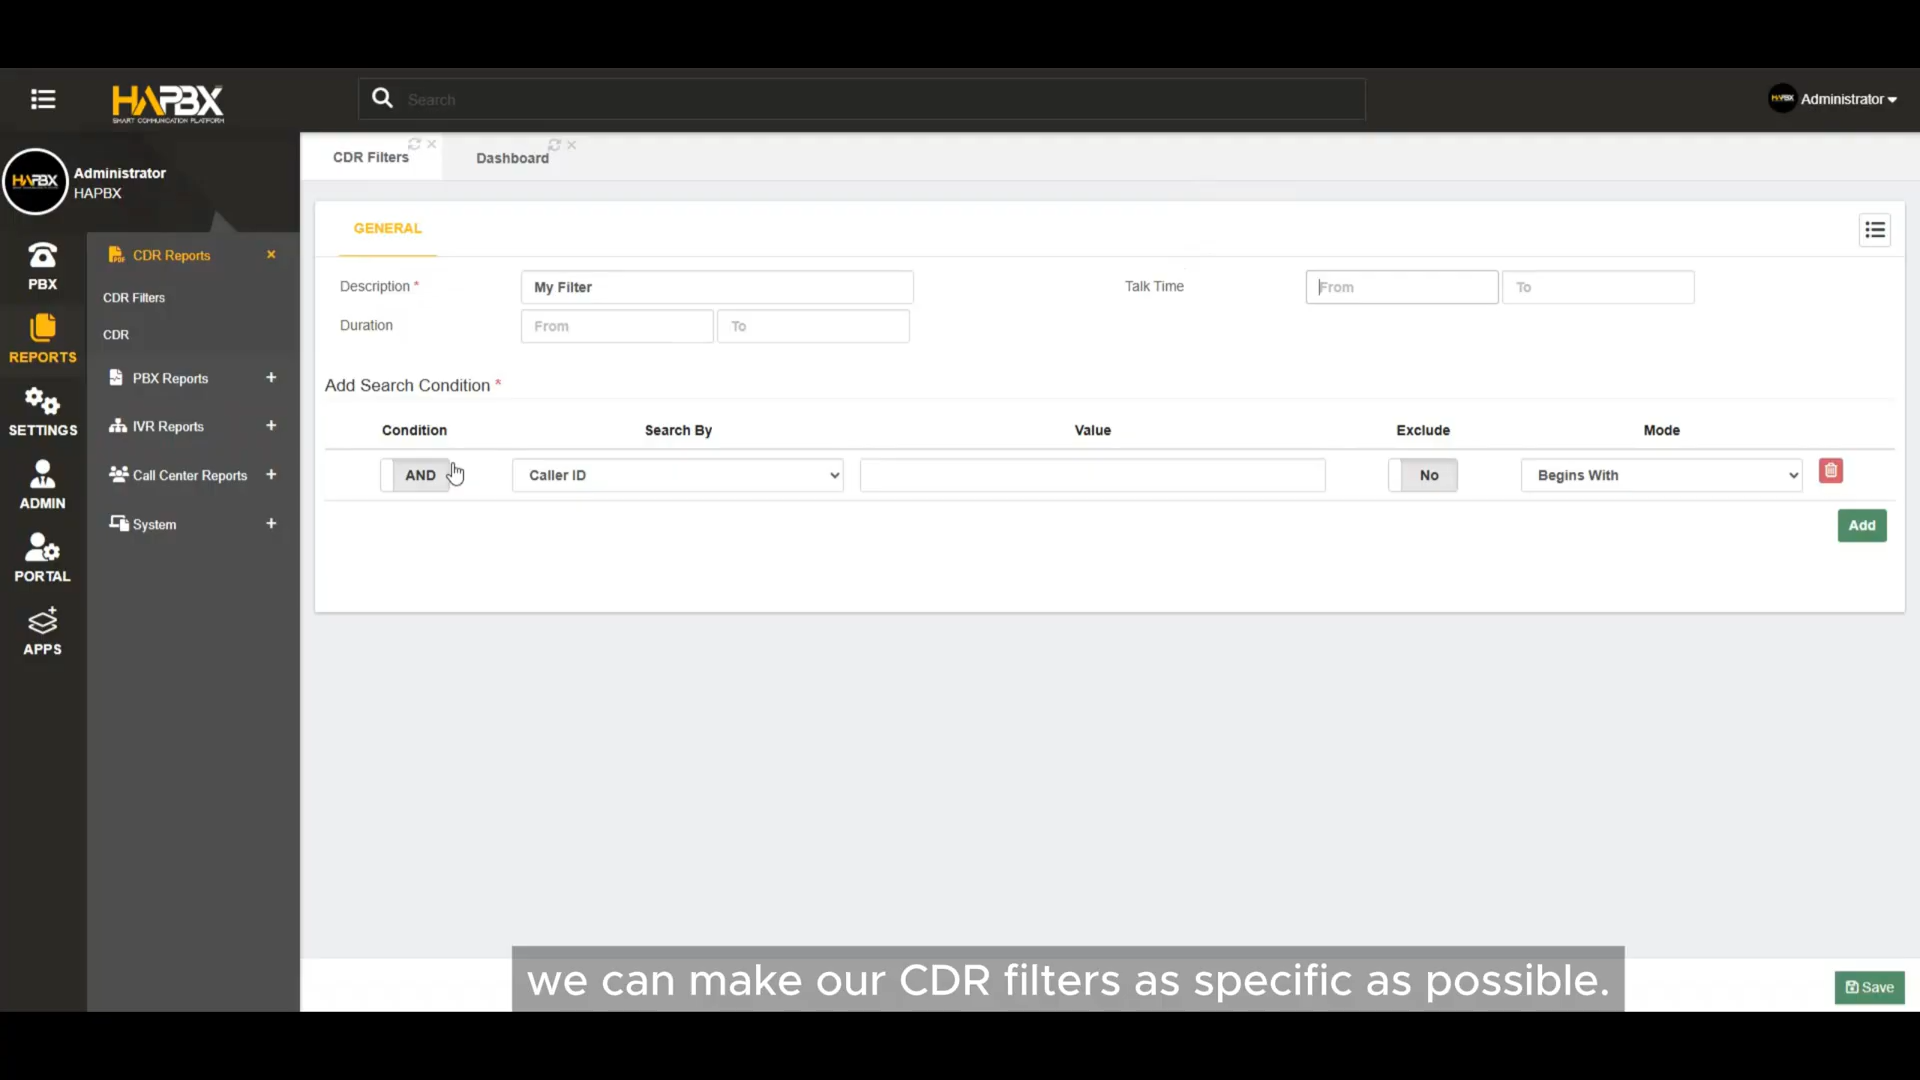 HAPBX
SMART COMMUNICATION PLATFORM
Search
HAPBX
Administrator
HAPBX
Administrator
HAPBX
PBX
REPORTS
SETTINGS
ADMIN
PORTAL
APPS
CDR Reports
CDR Filters
CDR
PBX Reports
IVR Reports
Call Center Reports
System
CDR Filters
Dashboard
GENERAL
Description *
My Filter
Talk Time
From
To
Duration
From
To
Add Search Condition *
Condition
Search By
Value
Exclude
Mode
AND
Caller ID
No
Begins With
Add
we can make our CDR filters as specific as possible.
Save